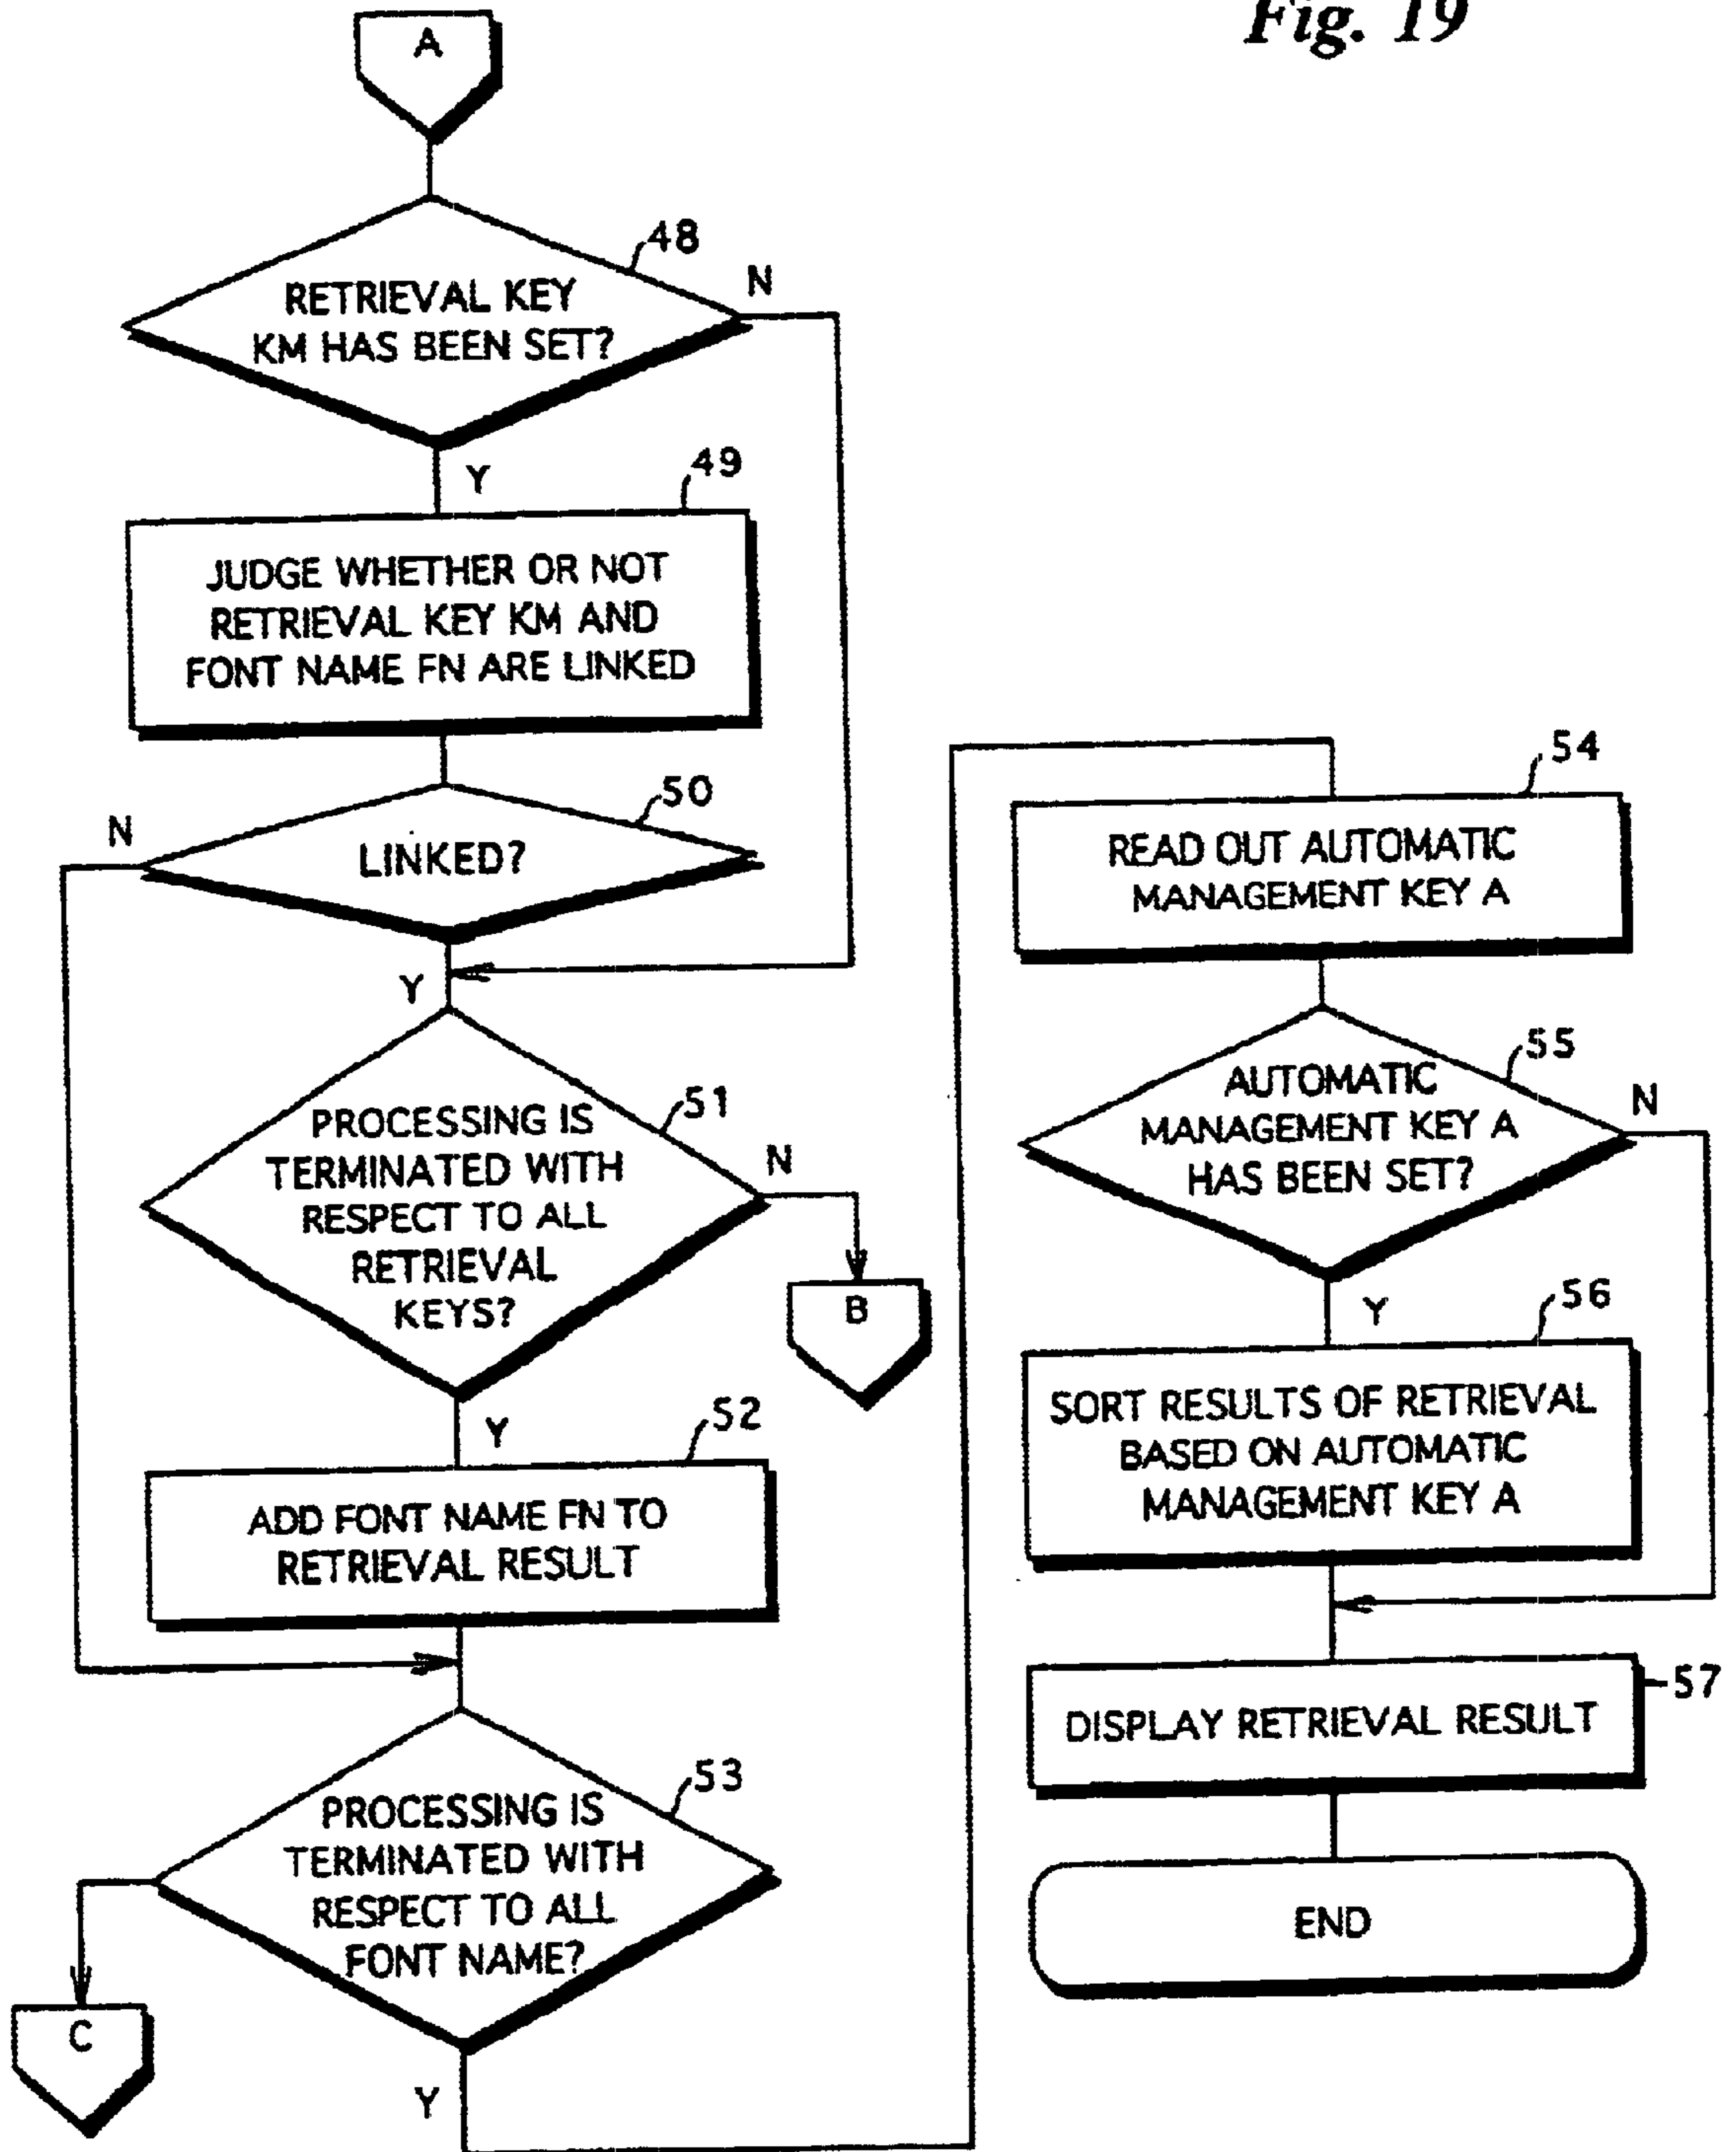 Fig. 19
A
48
RETRIEVAL KEY
KM HAS BEEN SET?
N
Y
49
JUDGE WHETHER OR NOT
RETRIEVAL KEY KM AND
FONT NAME FN ARE LINKED
50
N
LINKED?
Y
51
PROCESSING IS
TERMINATED WITH
RESPECT TO ALL
RETRIEVAL
KEYS?
N
B
Y
52
ADD FONT NAME FN TO
RETRIEVAL RESULT
53
PROCESSING IS
TERMINATED WITH
RESPECT TO ALL
FONT NAME?
C
Y
54
READ OUT AUTOMATIC
MANAGEMENT KEY A
55
AUTOMATIC
MANAGEMENT KEY A
HAS BEEN SET?
N
Y
56
SORT RESULTS OF RETRIEVAL
BASED ON AUTOMATIC
MANAGEMENT KEY A
57
DISPLAY RETRIEVAL RESULT
END